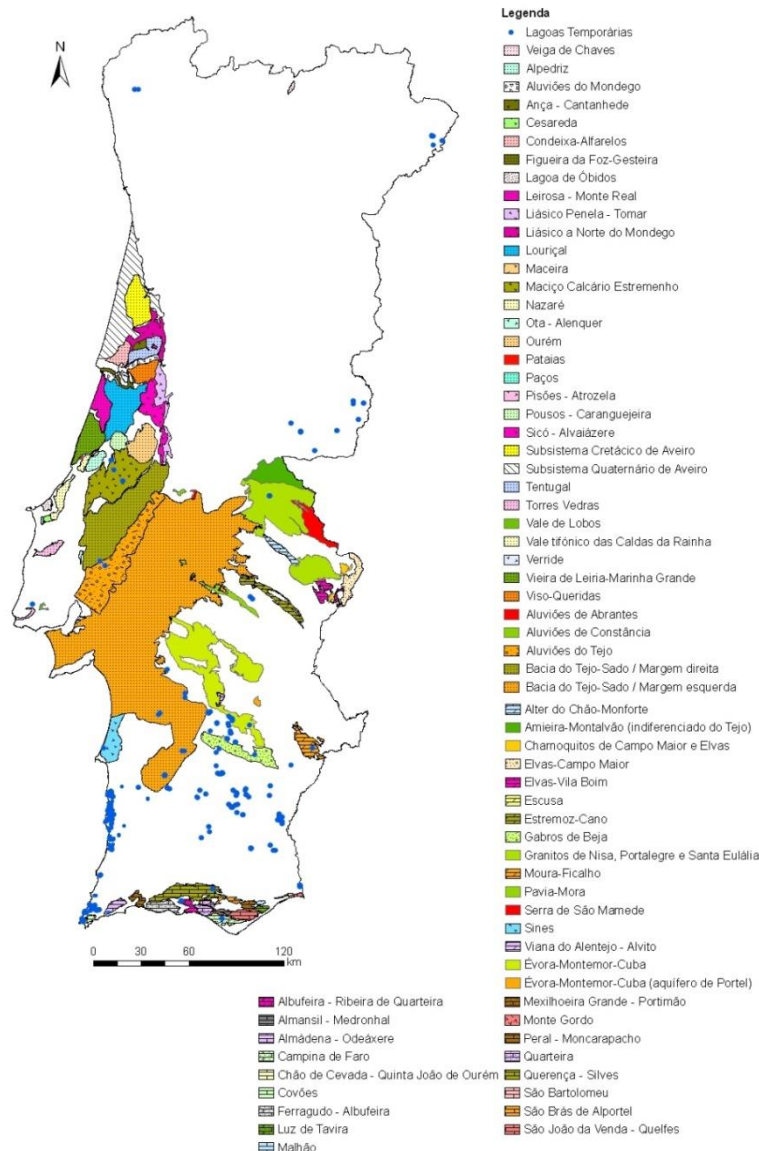 Legenda
Lagoas Temporárias
Veiga de Chaves
Alpedriz
Aluviões do Mondego
Ança - Cantanhede
Cesareda
Condeixa-Alfarelos
Figueira da Foz-Gesteira
Lagoa de Óbidos
Leirosa - Monte Real
Liásico Penela - Tomar
Liásico a Norte do Mondego
Louriçal
Maceira
Maciço Calcário Estremenho
Nazaré
Ota - Alenquer
Ourém
Pataias
Paços
Pisões - Atrozela
Pousos - Caranguejeira
Sicó - Alvaiázere
Subsistema Cretácico de Aveiro
Subsistema Quaternário de Aveiro
Tentugal
Torres Vedras
Vale de Lobos
Vale tifónico das Caldas da Rainha
Verride
Vieira de Leiria-Marinha Grande
Viso-Queridas
Aluviões de Abrantes
Aluviões de Constância
Aluviões do Tejo
Bacia do Tejo-Sado / Margem direita
Bacia do Tejo-Sado / Margem esquerda
Alter do Chão-Monforte
Amieira-Montalvão (indiferenciado do Tejo)
Charnoquitos de Campo Maior e Elvas
Elvas-Campo Maior
Elvas-Vila Boim
Escusa
Estremoz-Cano
Gabros de Beja
Granitos de Nisa, Portalegre e Santa Eulália
Moura-Ficalho
Pavia-Mora
Serra de São Mamede
Sines
Viana do Alentejo - Alvito
Évora-Montemor-Cuba
Évora-Montemor-Cuba (aquífero de Portel)
Albufeira - Ribeira de Quarteira
Almansil - Medronhal
Almádena - Odeáxere
Campina de Faro
Chão de Cevada - Quinta João de Ourém
Covões
Ferragudo - Albufeira
Luz de Tavira
Malhão
Mexilhoeira Grande - Portimão
Monte Gordo
Peral - Moncarapacho
Quarteira
Querença - Silves
São Bartolomeu
São Brás de Alportel
São João da Venda - Quelfes
N
0 30 60 120
km